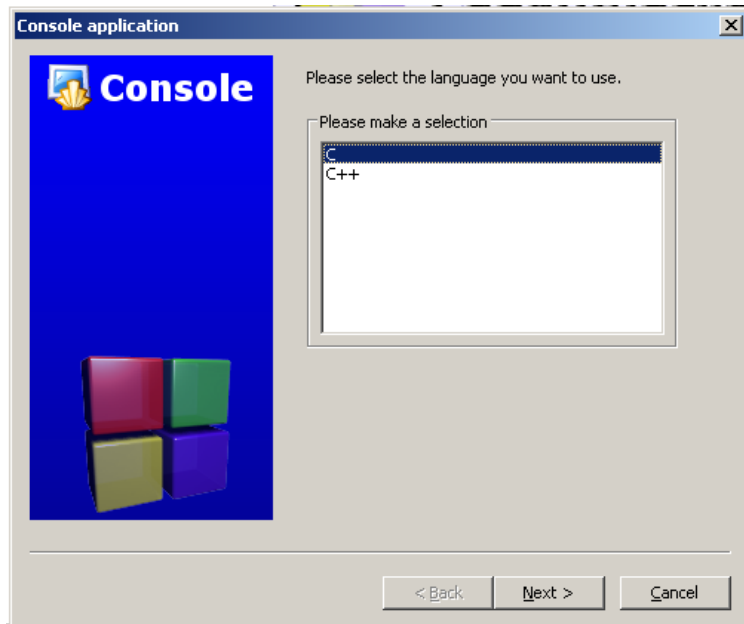 Console application
Console
Please select the language you want to use.
Please make a selection
C
C++
< Back
Next >
Cancel